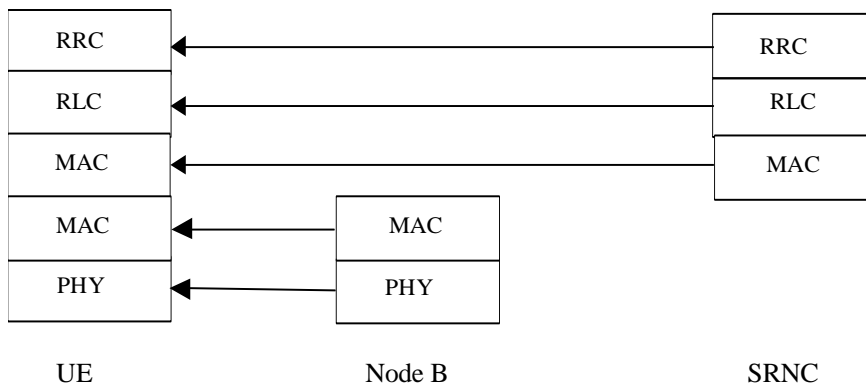 RRC RRC
RLC RLC
MAC MAC
MAC MAC
PHY PHY
UE Node B SRNC